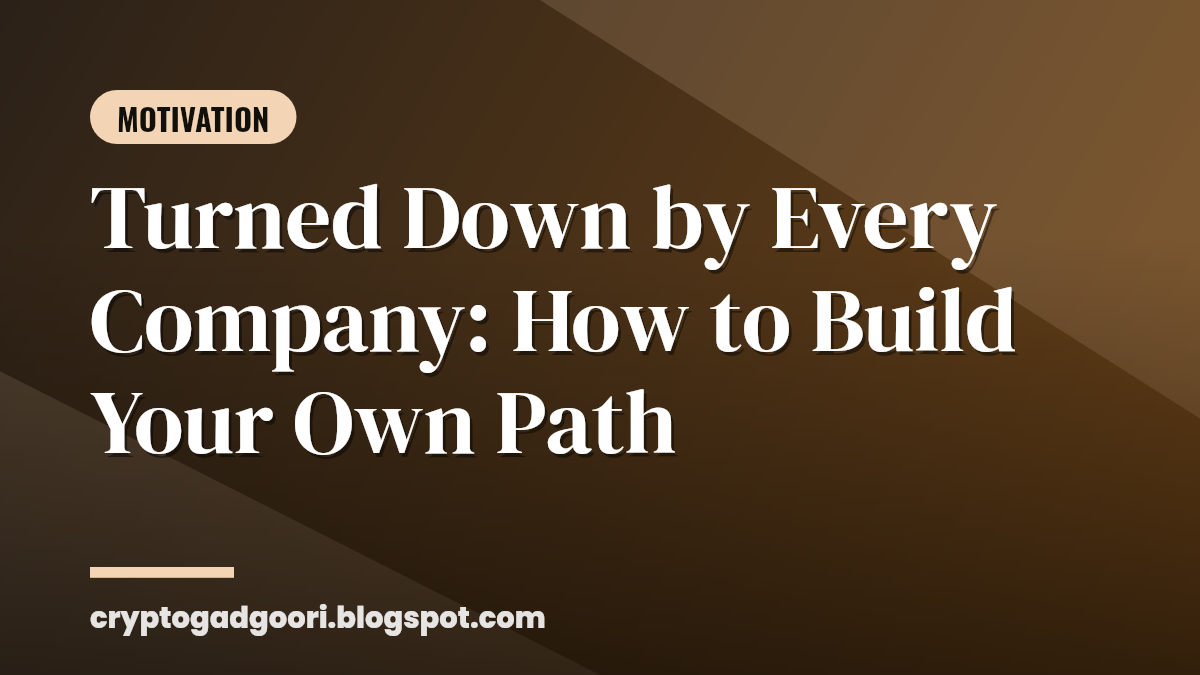 MOTIVATION
Turned Down by Every
Company: How to Build
Your Own Path
cryptogadgoori.blogspot.com